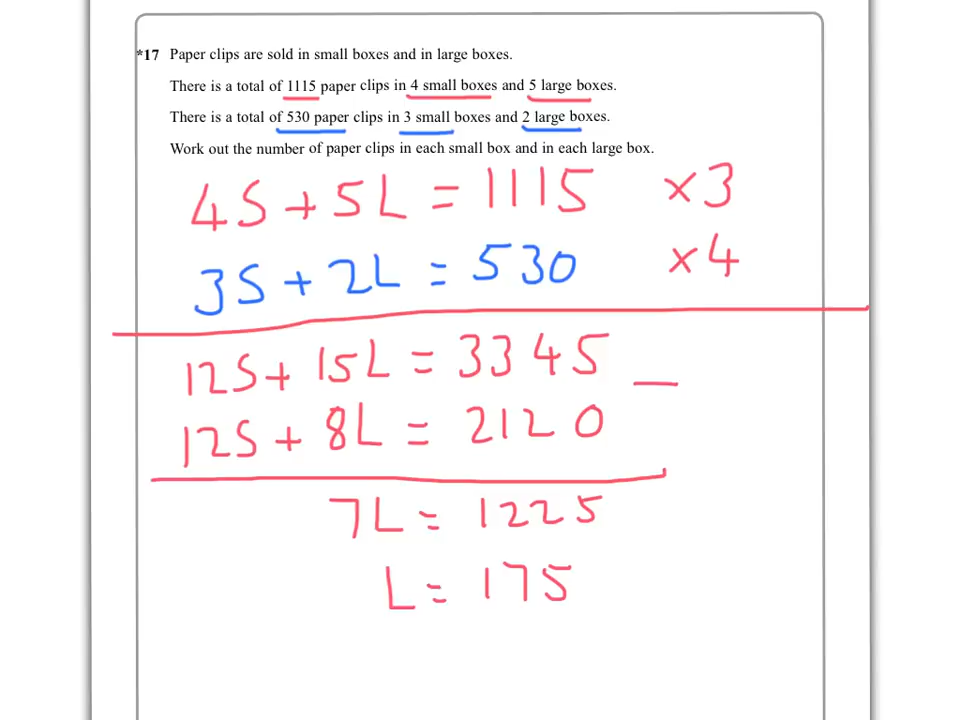 *17 Paper clips are sold in small boxes and in large boxes.
There is a total of 1115 paper clips in 4 small boxes and 5 large boxes.
There is a total of 530 paper clips in 3 small boxes and 2 large boxes.
Work out the number of paper clips in each small box and in each large box.
4S + 5L = 1115 ×3
3S + 2L = 530 ×4
12S + 15L = 3345 —
12S + 8L = 2120
7L = 1225
L = 175